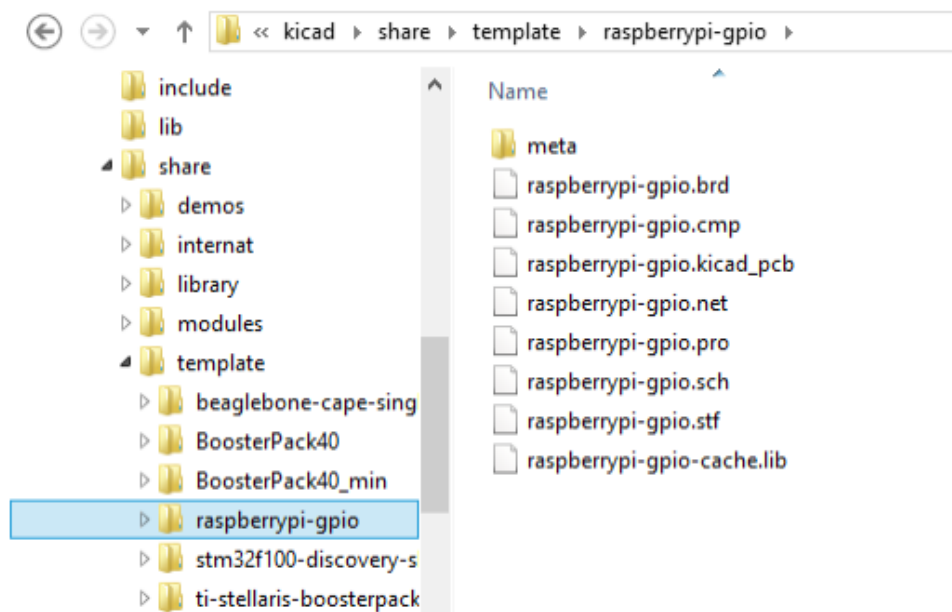 « kicad share template raspberrypi-gpio
include
lib
share
demos
internat
library
modules
template
beaglebone-cape-sing
BoosterPack40
BoosterPack40_min
raspberrypi-gpio
stm32f100-discovery-s
ti-stellaris-boosterpack
Name
meta
raspberrypi-gpio.brd
raspberrypi-gpio.cmp
raspberrypi-gpio.kicad_pcb
raspberrypi-gpio.net
raspberrypi-gpio.pro
raspberrypi-gpio.sch
raspberrypi-gpio.stf
raspberrypi-gpio-cache.lib